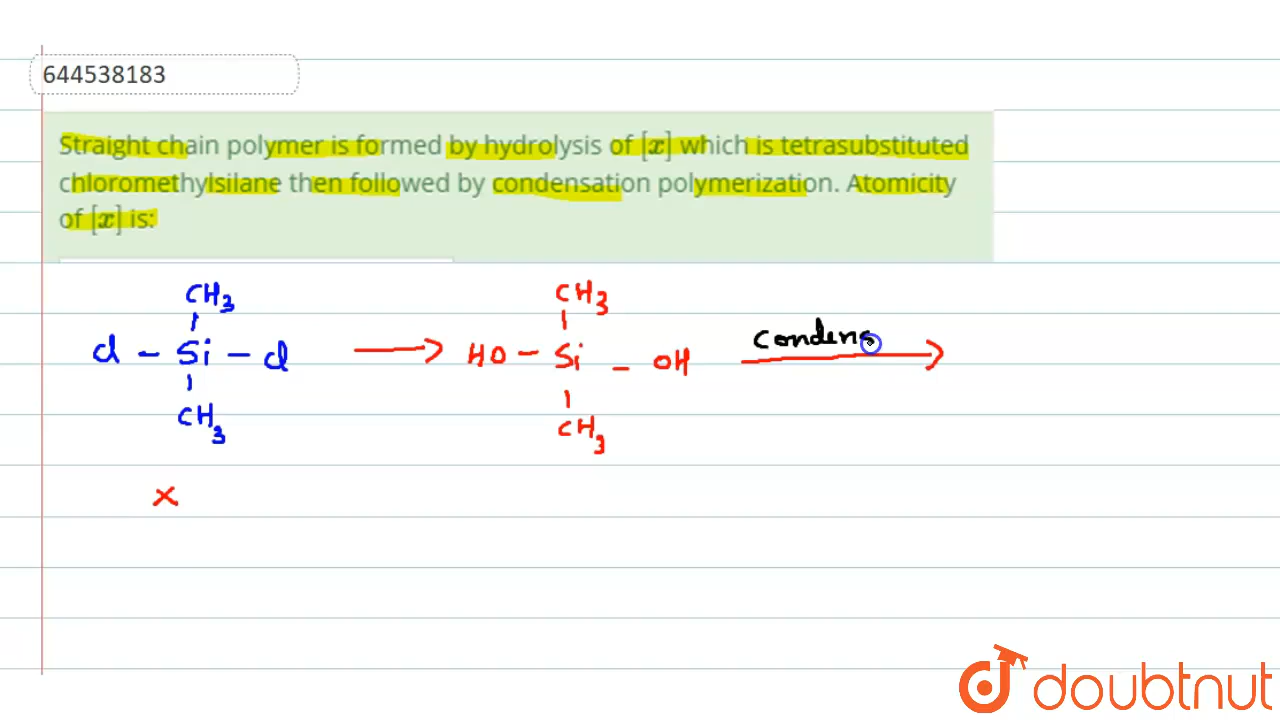 644538183
Straight chain polymer is formed by hydrolysis of [x] which is tetrasubstituted
chloromethylsilane then followed by condensation polymerization. Atomicity
of [x] is:
CH3
Cl - Si - Cl
CH3
X
CH3
HO - Si - OH
CH3
Condens
doubtnut